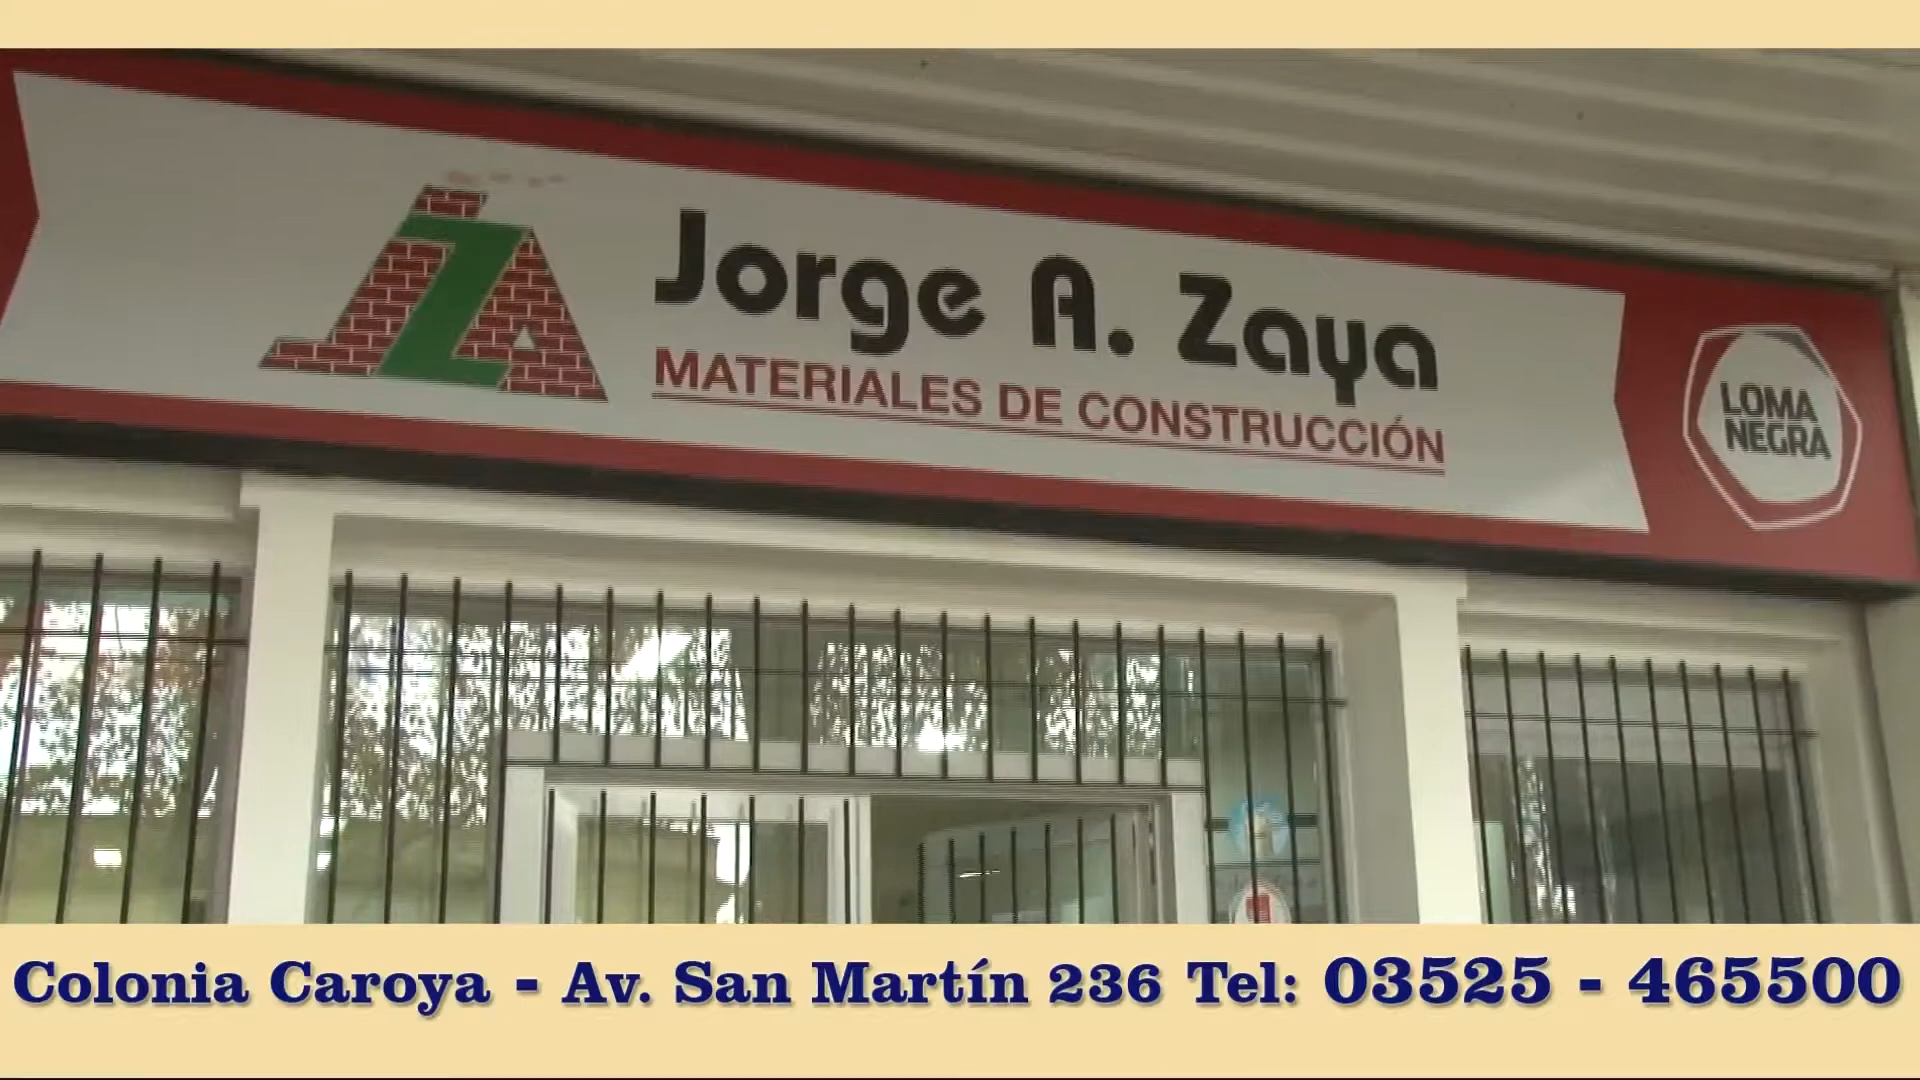 Jorge A. Zaya
MATERIALES DE CONSTRUCCIÓN
LOMA
NEGRA
Colonia Caroya - Av. San Martín 236 Tel: 03525 - 465500